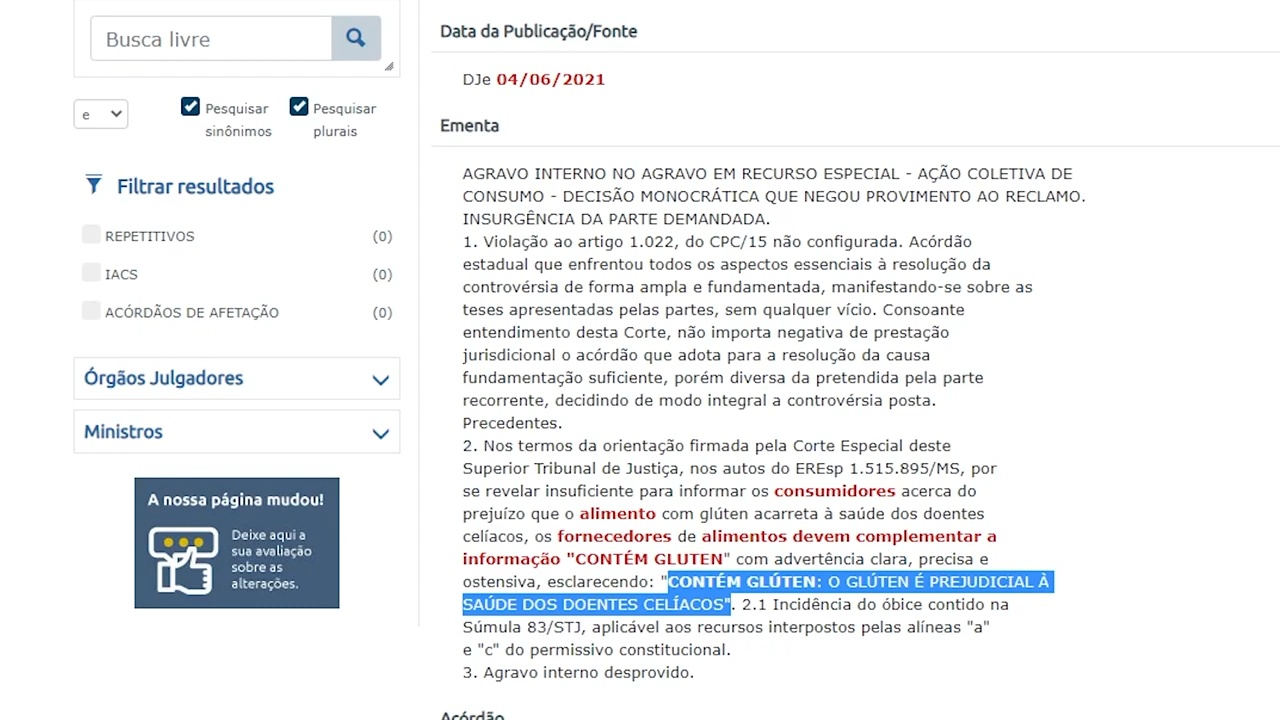 Busca livre
e
Pesquisar sinônimos
Pesquisar plurais
Filtrar resultados
REPETITIVOS (0)
IACS (0)
ACÓRDÃOS DE AFETAÇÃO (0)
Órgãos Julgadores
Ministros
A nossa página mudou!
Deixe aqui a
sua avaliação
sobre as
alterações.
Data da Publicação/Fonte
DJe 04/06/2021
Ementa
AGRAVO INTERNO NO AGRAVO EM RECURSO ESPECIAL - AÇÃO COLETIVA DE
CONSUMO - DECISÃO MONOCRÁTICA QUE NEGOU PROVIMENTO AO RECLAMO.
INSURGÊNCIA DA PARTE DEMANDADA.
1. Violação ao artigo 1.022, do CPC/15 não configurada. Acórdão
estadual que enfrentou todos os aspectos essenciais à resolução da
controvérsia de forma ampla e fundamentada, manifestando-se sobre as
teses apresentadas pelas partes, sem qualquer vício. Consoante
entendimento desta Corte, não importa negativa de prestação
jurisdicional o acórdão que adota para a resolução da causa
fundamentação suficiente, porém diversa da pretendida pela parte
recorrente, decidindo de modo integral a controvérsia posta.
Precedentes.
2. Nos termos da orientação firmada pela Corte Especial deste
Superior Tribunal de Justiça, nos autos do EREsp 1.515.895/MS, por
se revelar insuficiente para informar os consumidores acerca do
prejuízo que o alimento com glúten acarreta à saúde dos doentes
celíacos, os fornecedores de alimentos devem complementar a
informação "CONTÉM GLUTEN" com advertência clara, precisa e
ostensiva, esclarecendo: "CONTÉM GLÚTEN: O GLÚTEN É PREJUDICIAL À
SAÚDE DOS DOENTES CELÍACOS". 2.1 Incidência do óbice contido na
Súmula 83/STJ, aplicável aos recursos interpostos pelas alíneas "a"
e "c" do permissivo constitucional.
3. Agravo interno desprovido.
Acórdão